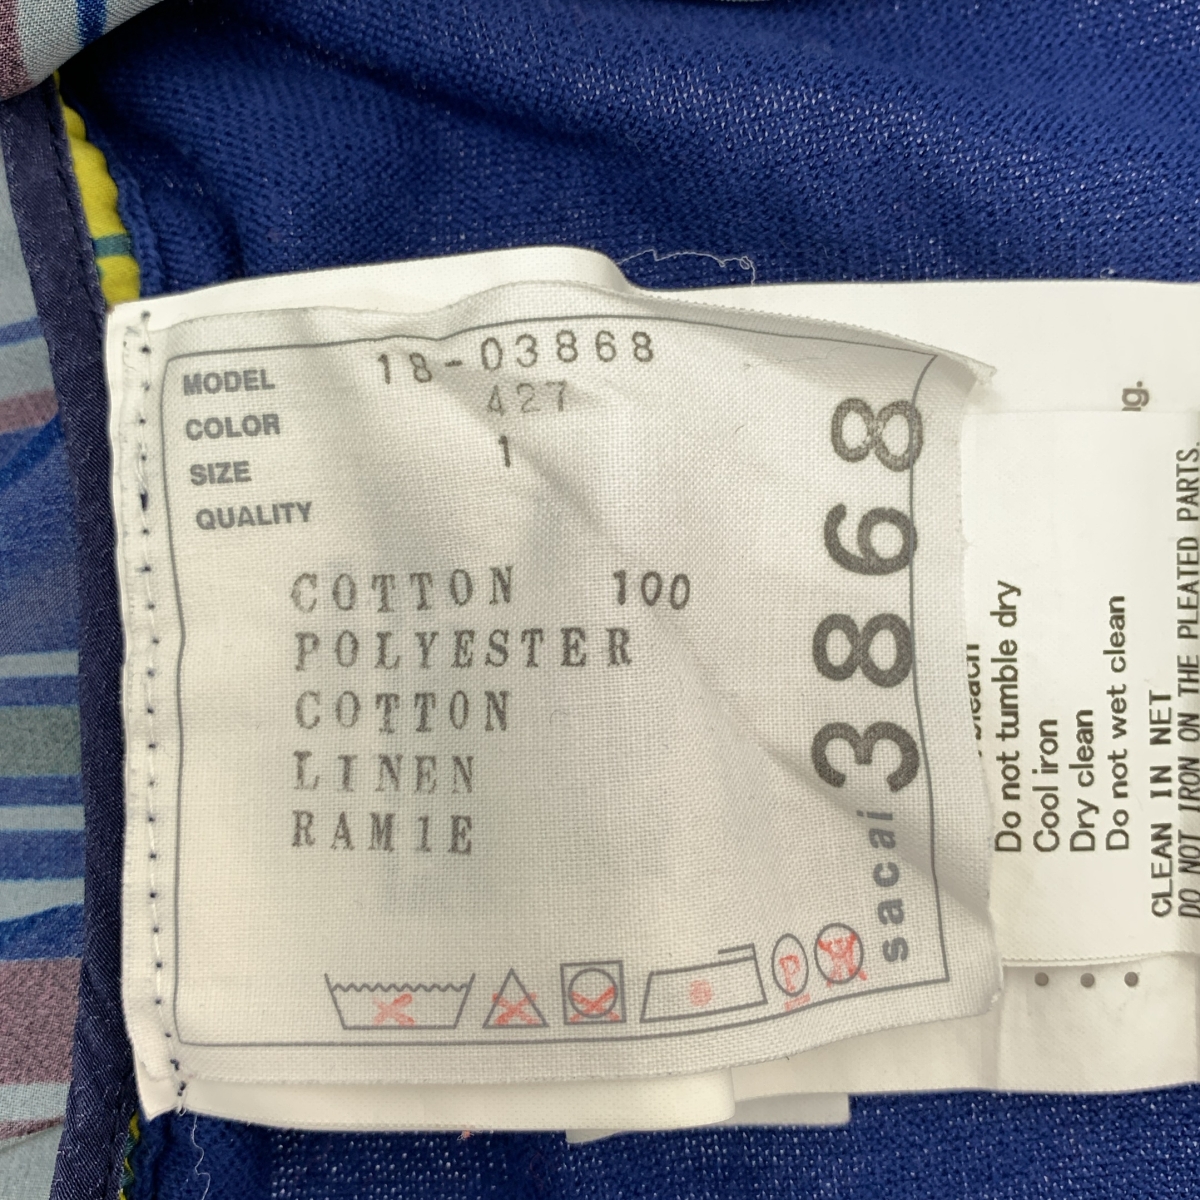 MODEL 18-03868
COLOR 427
SIZE 1
QUALITY
COTTON 100
POLYESTER
COTTON
LINEN
RAMIE
P
sacai 3868
Do not tumble dry
Cool iron
Dry clean
Do not wet clean
CLEAN IN NET
DO NOT IRON ON THE PLEATED PARTS.